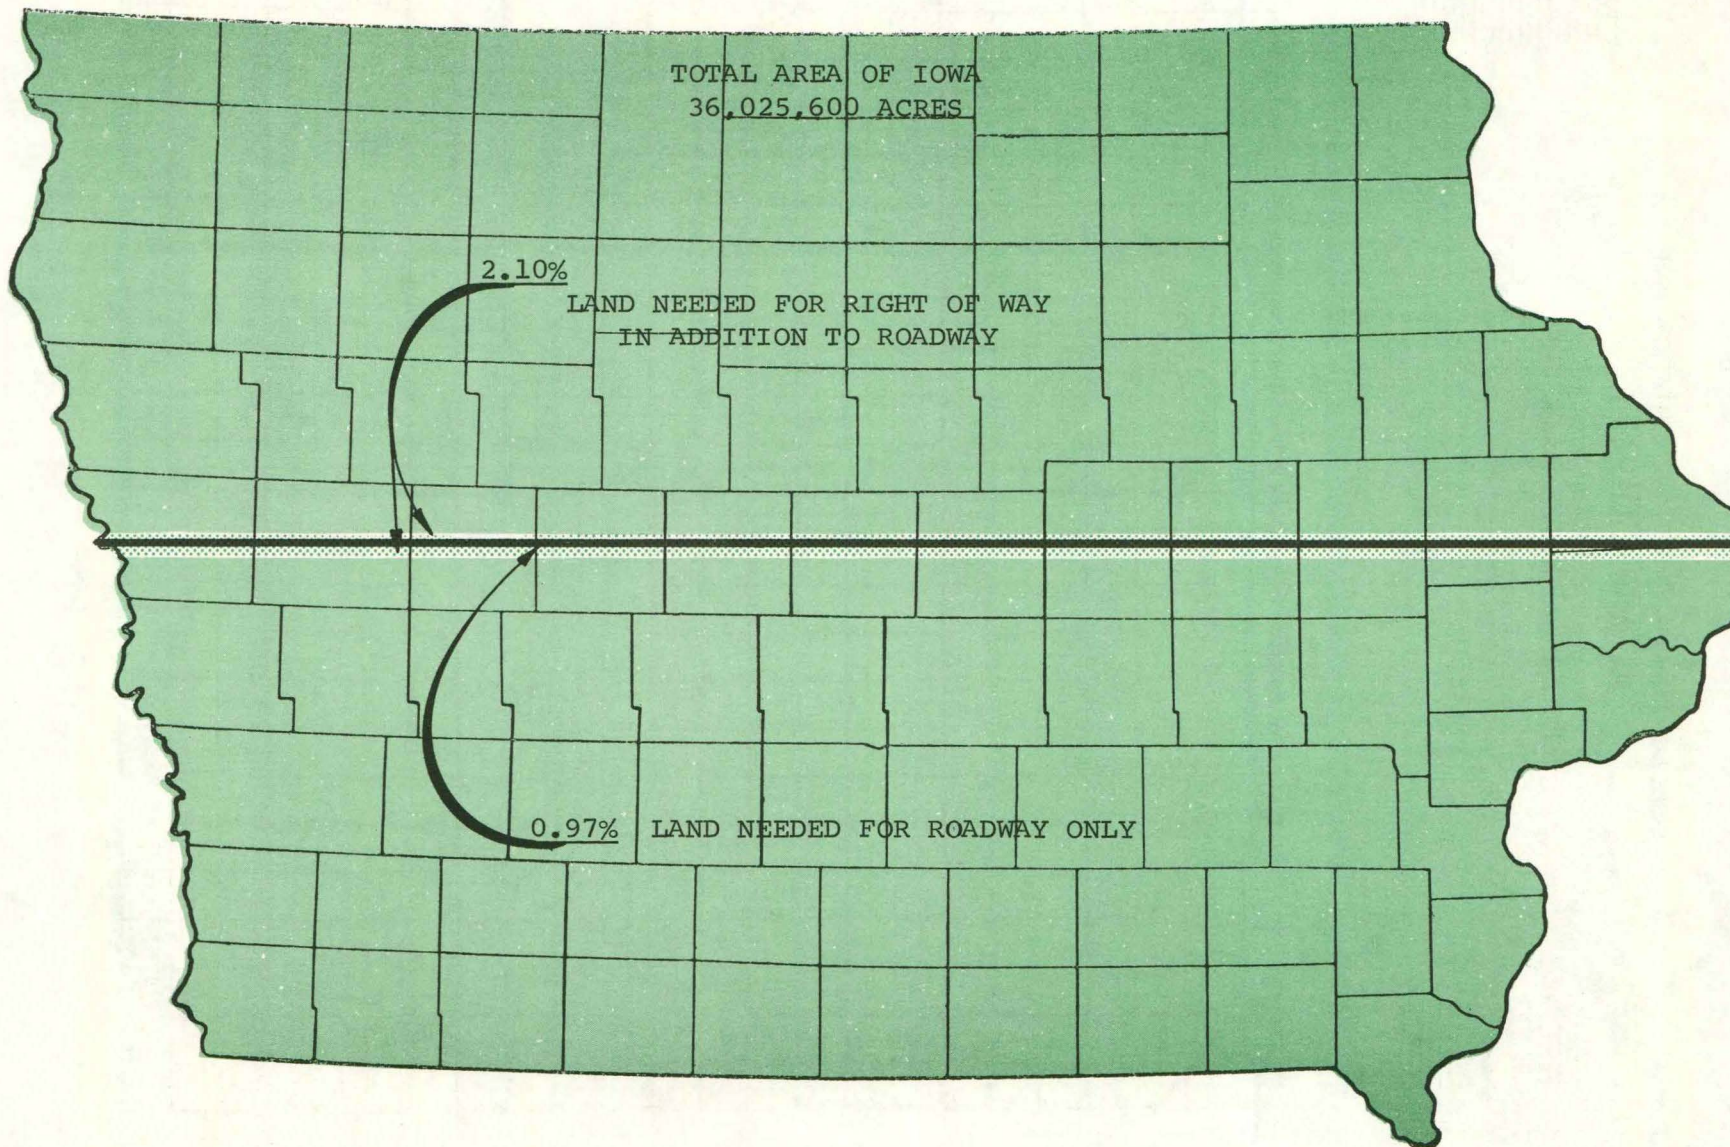 TOTAL AREA OF IOWA
36,025,600 ACRES
2.10%
LAND NEEDED FOR RIGHT OF WAY
IN ADDITION TO ROADWAY
0.97% LAND NEEDED FOR ROADWAY ONLY